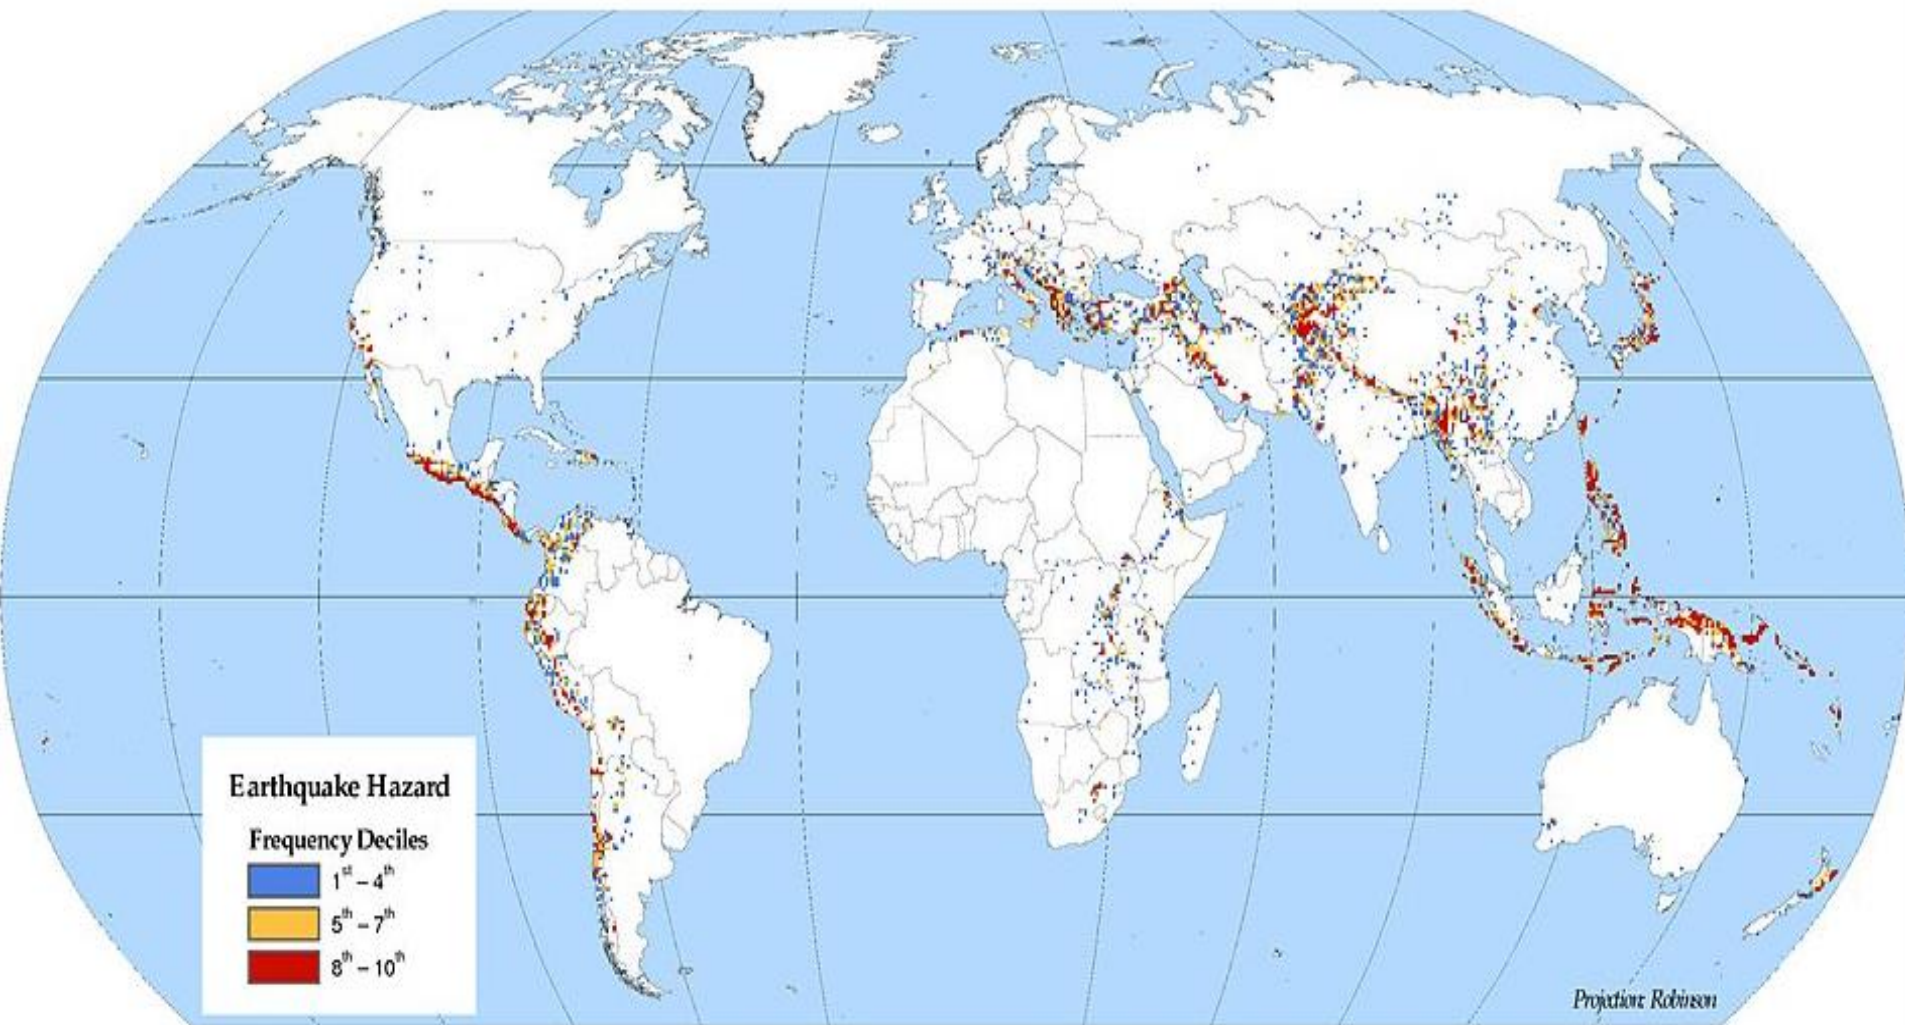 Earthquake Hazard
Frequency Deciles
1st – 4th
5th – 7th
8th – 10th
Projection: Robinson